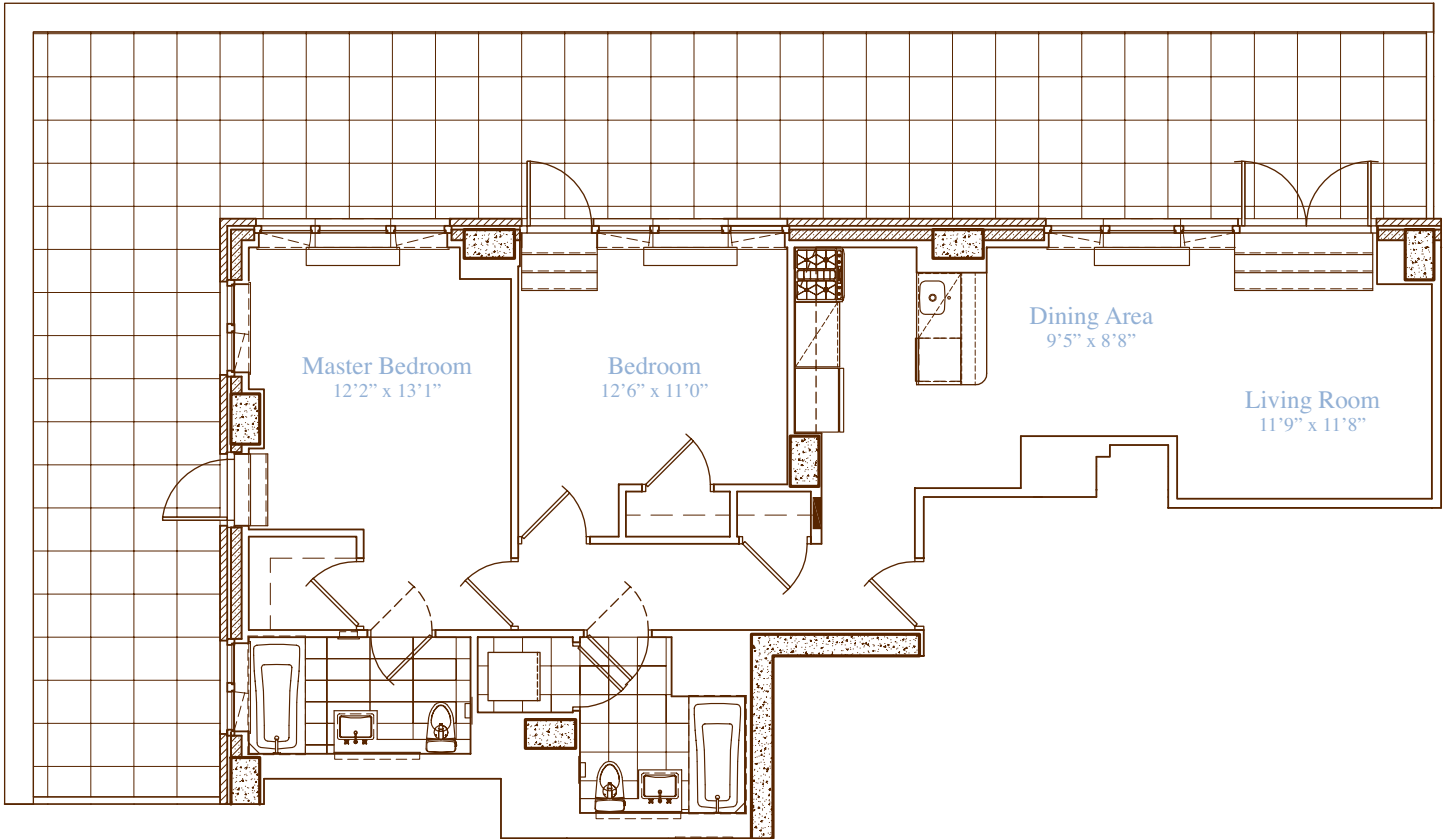 Master Bedroom
12’2” x 13’1”
Bedroom
12’6” x 11’0”
Dining Area
9’5” x 8’8”
Living Room
11’9” x 11’8”